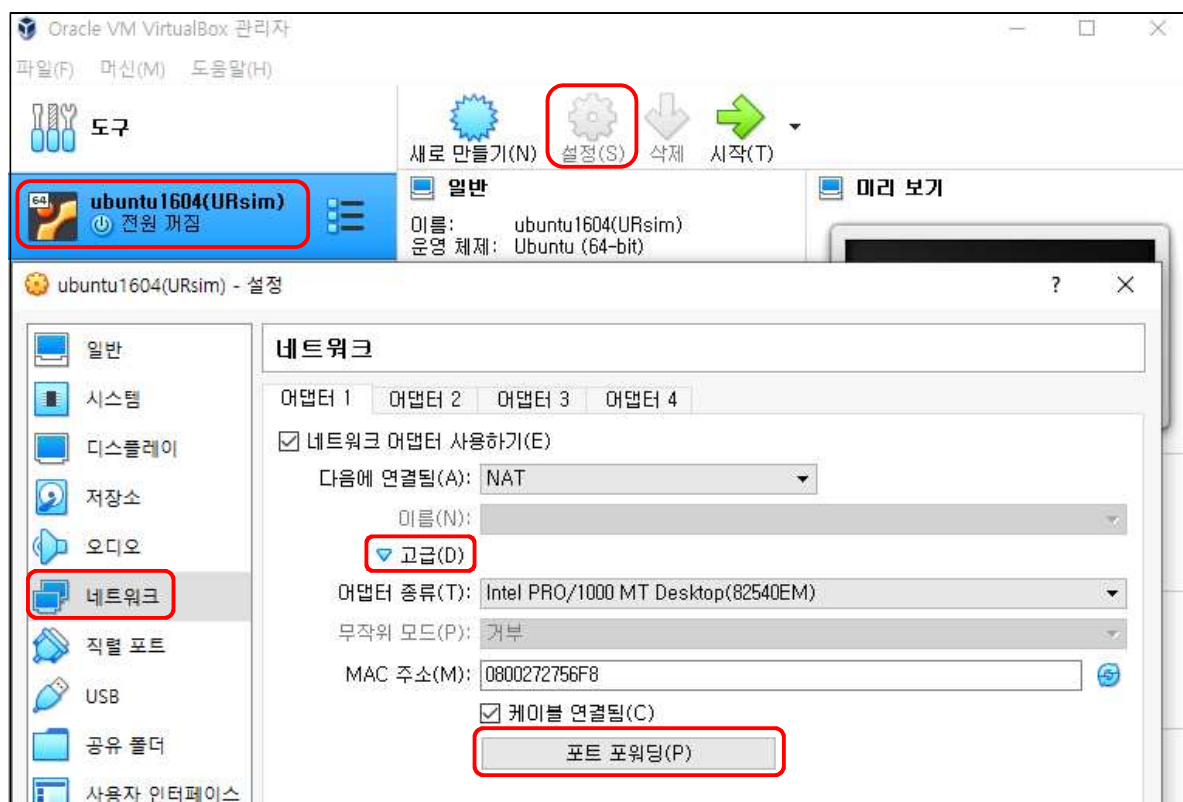 Oracle VM VirtualBox 관리자
파일(F) 머신(M) 도움말(H)
도구
새로 만들기(N) 설정(S) 삭제 시작(T)
64
ubuntu1604(URsim)
전원 꺼짐
일반
이름: ubuntu1604(URsim)
운영 체제: Ubuntu (64-bit)
미리 보기
ubuntu1604(URsim) - 설정
?
일반
시스템
디스플레이
저장소
오디오
네트워크
직렬 포트
USB
공유 폴더
사용자 인터페이스
네트워크
어댑터 1 어댑터 2 어댑터 3 어댑터 4
네트워크 어댑터 사용하기(E)
다음에 연결됨(A): NAT
이름(N):
고급(D)
어댑터 종류(T): Intel PRO/1000 MT Desktop(82540EM)
무작위 모드(P): 거부
MAC 주소(M): 0800272756F8
케이블 연결됨(C)
포트 포워딩(P)